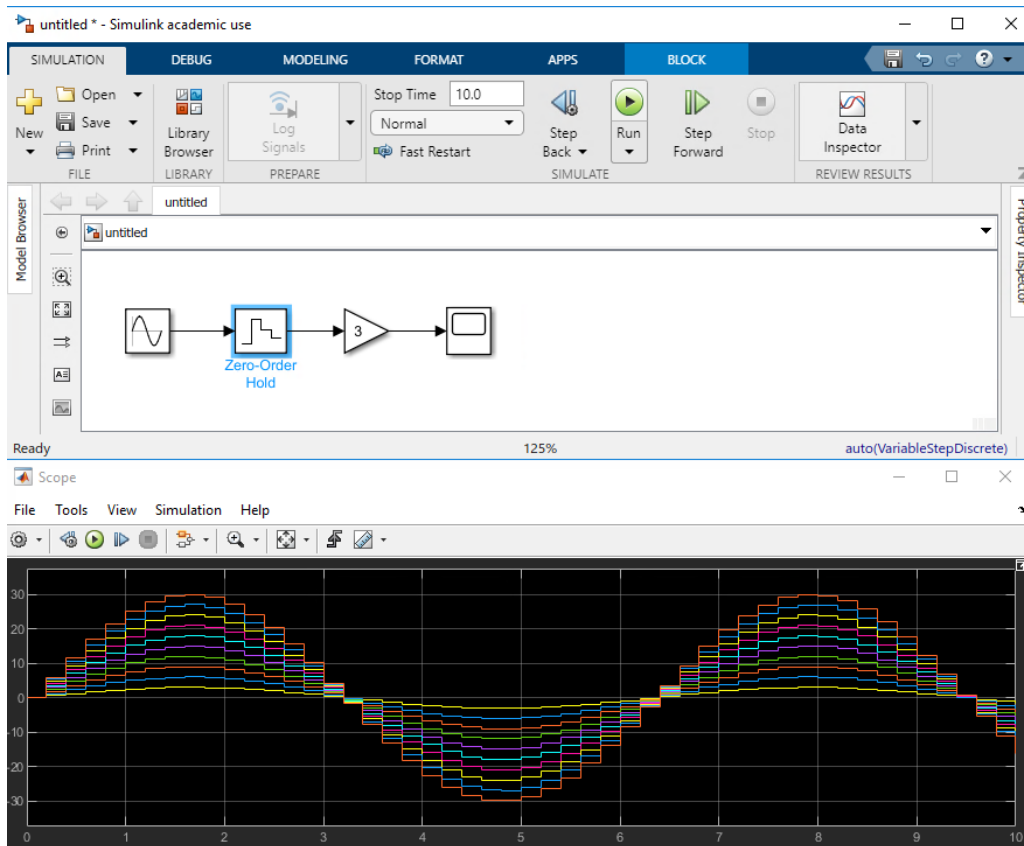 untitled * - Simulink academic use
SIMULATION DEBUG MODELING FORMAT APPS BLOCK
New
Open
Save
Print
FILE
Library
Browser
LIBRARY
Log
Signals
PREPARE
Stop Time 10.0
Normal
Fast Restart
Step
Back
Run
Step
Forward
Stop
SIMULATE
Data
Inspector
REVIEW RESULTS
Model Browser
Property Inspector
untitled
untitled
3
Zero-Order
Hold
Ready 125% auto(VariableStepDiscrete)
Scope
File Tools View Simulation Help
30
20
10
0
-10
-20
-30
0 1 2 3 4 5 6 7 8 9 10